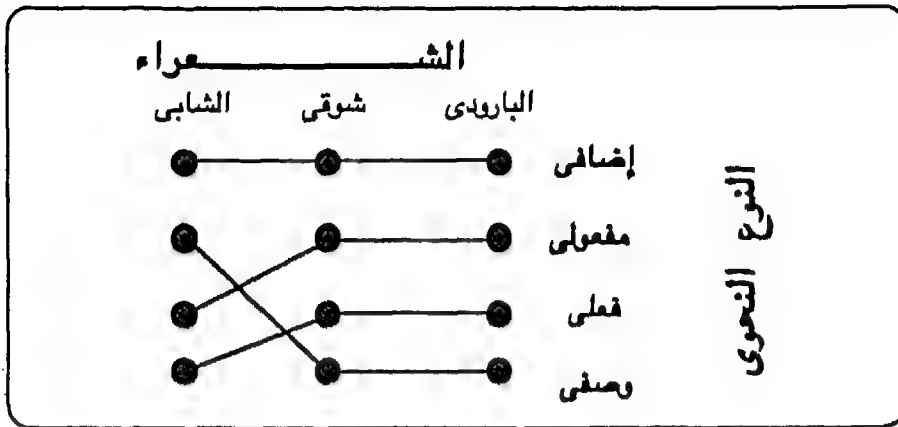 الشعراء
البارودى شوقى الشابى
إضافى
مفعولى
فعلى
وصفى
النوع النحوى